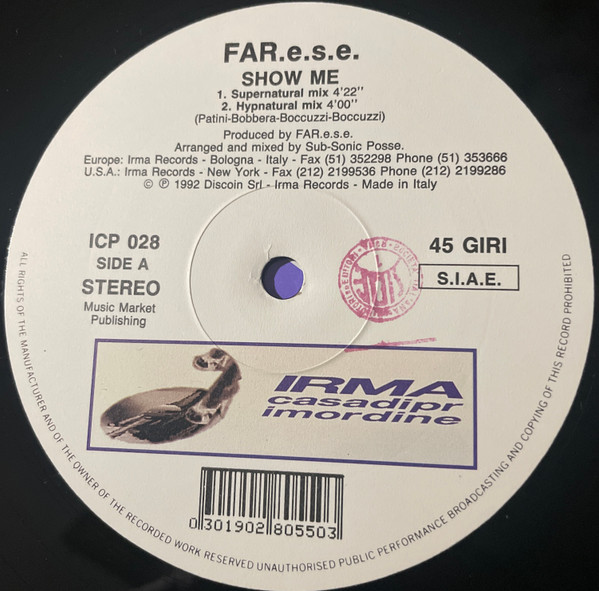 FAR.e.s.e.
SHOW ME
1. Supernatural mix 4'22"
2. Hypnatural mix 4'00"
(Patini-Bobbera-Boccuzzi-Boccuzzi)
Produced by FAR.e.s.e.
Arranged and mixed by Sub-Sonic Posse.
Europe: Irma Records - Bologna - Italy - Fax (51) 352298 Phone (51) 353666
U.S.A.: Irma Records - New York - Fax (212) 2199536 Phone (212) 2199286
© ℗ 1992 Discoin Srl - Irma Records - Made in Italy
ICP 028
SIDE A
STEREO
Music Market
Publishing
45 GIRI
S.I.A.E.
IRMA
casadipr
imordine
0 301902 805503
ALL RIGHTS OF THE MANUFACTURER AND OF THE OWNER OF THE RECORDED WORK RESERVED UNAUTHORISED PUBLIC PERFORMANCE BROADCASTING AND COPYING OF THIS RECORD PROHIBITED